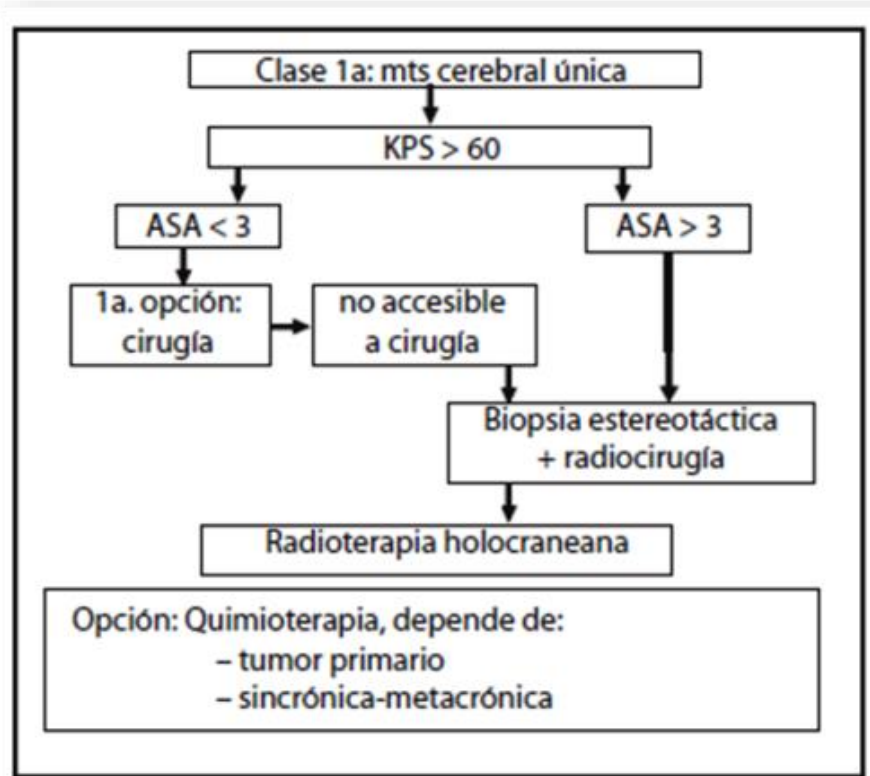 Clase 1a: mts cerebral única
KPS > 60
ASA < 3
ASA > 3
1a. opción:
cirugía
no accesible
a cirugía
Biopsia estereotáctica
+ radiocirugía
Radioterapia holocraneana
Opción: Quimioterapia, depende de:
– tumor primario
– sincrónica-metacrónica